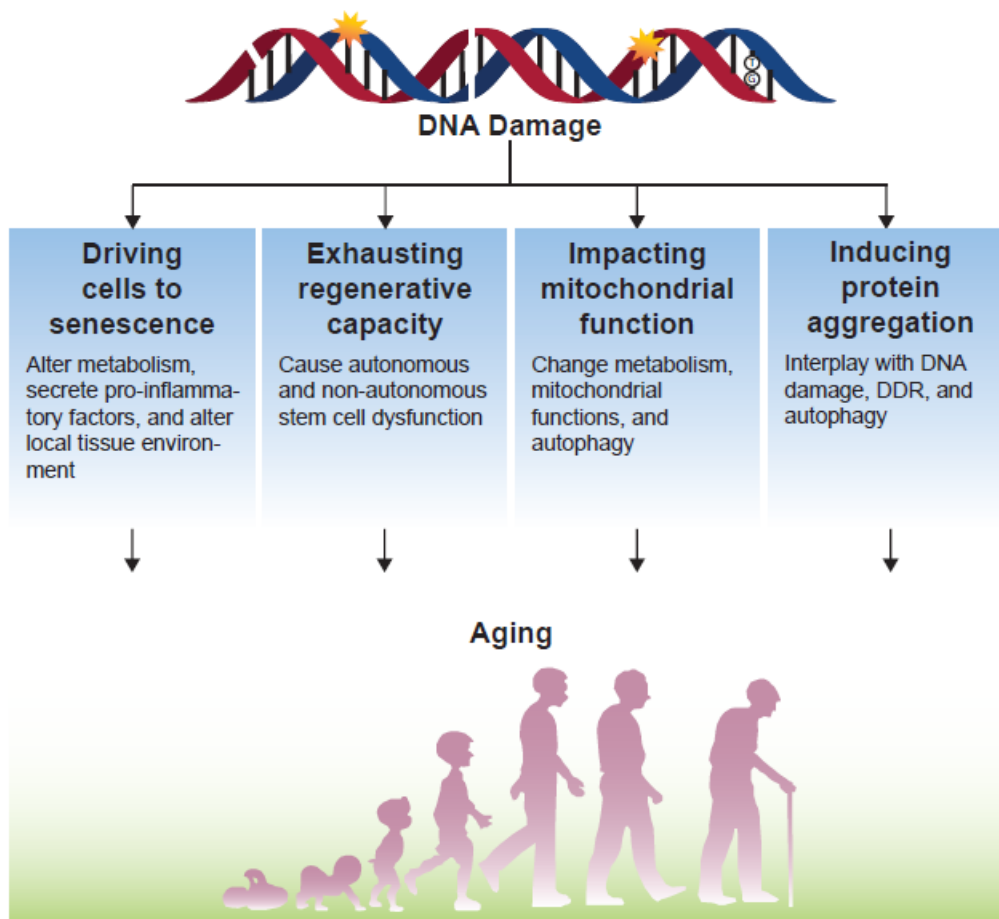 T
G
DNA Damage
Driving
cells to
senescence
Alter metabolism,
secrete pro-inflamma-
tory factors, and alter
local tissue environ-
ment
Exhausting
regenerative
capacity
Cause autonomous
and non-autonomous
stem cell dysfunction
Impacting
mitochondrial
function
Change metabolism,
mitochondrial
functions, and
autophagy
Inducing
protein
aggregation
Interplay with DNA
damage, DDR, and
autophagy
Aging